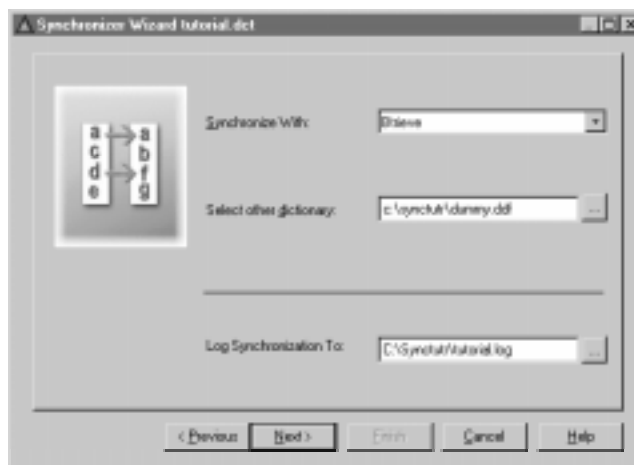 Synchronizer Wizard tutorial.dct
a a
c b
d f
e g
Synchronize With: Btrieve
Select other dictionary: c:\synctutr\dummy.ddf ...
Log Synchronization To: C:\Synctutr\tutorial.log ...
< Previous Next > Finish Cancel Help